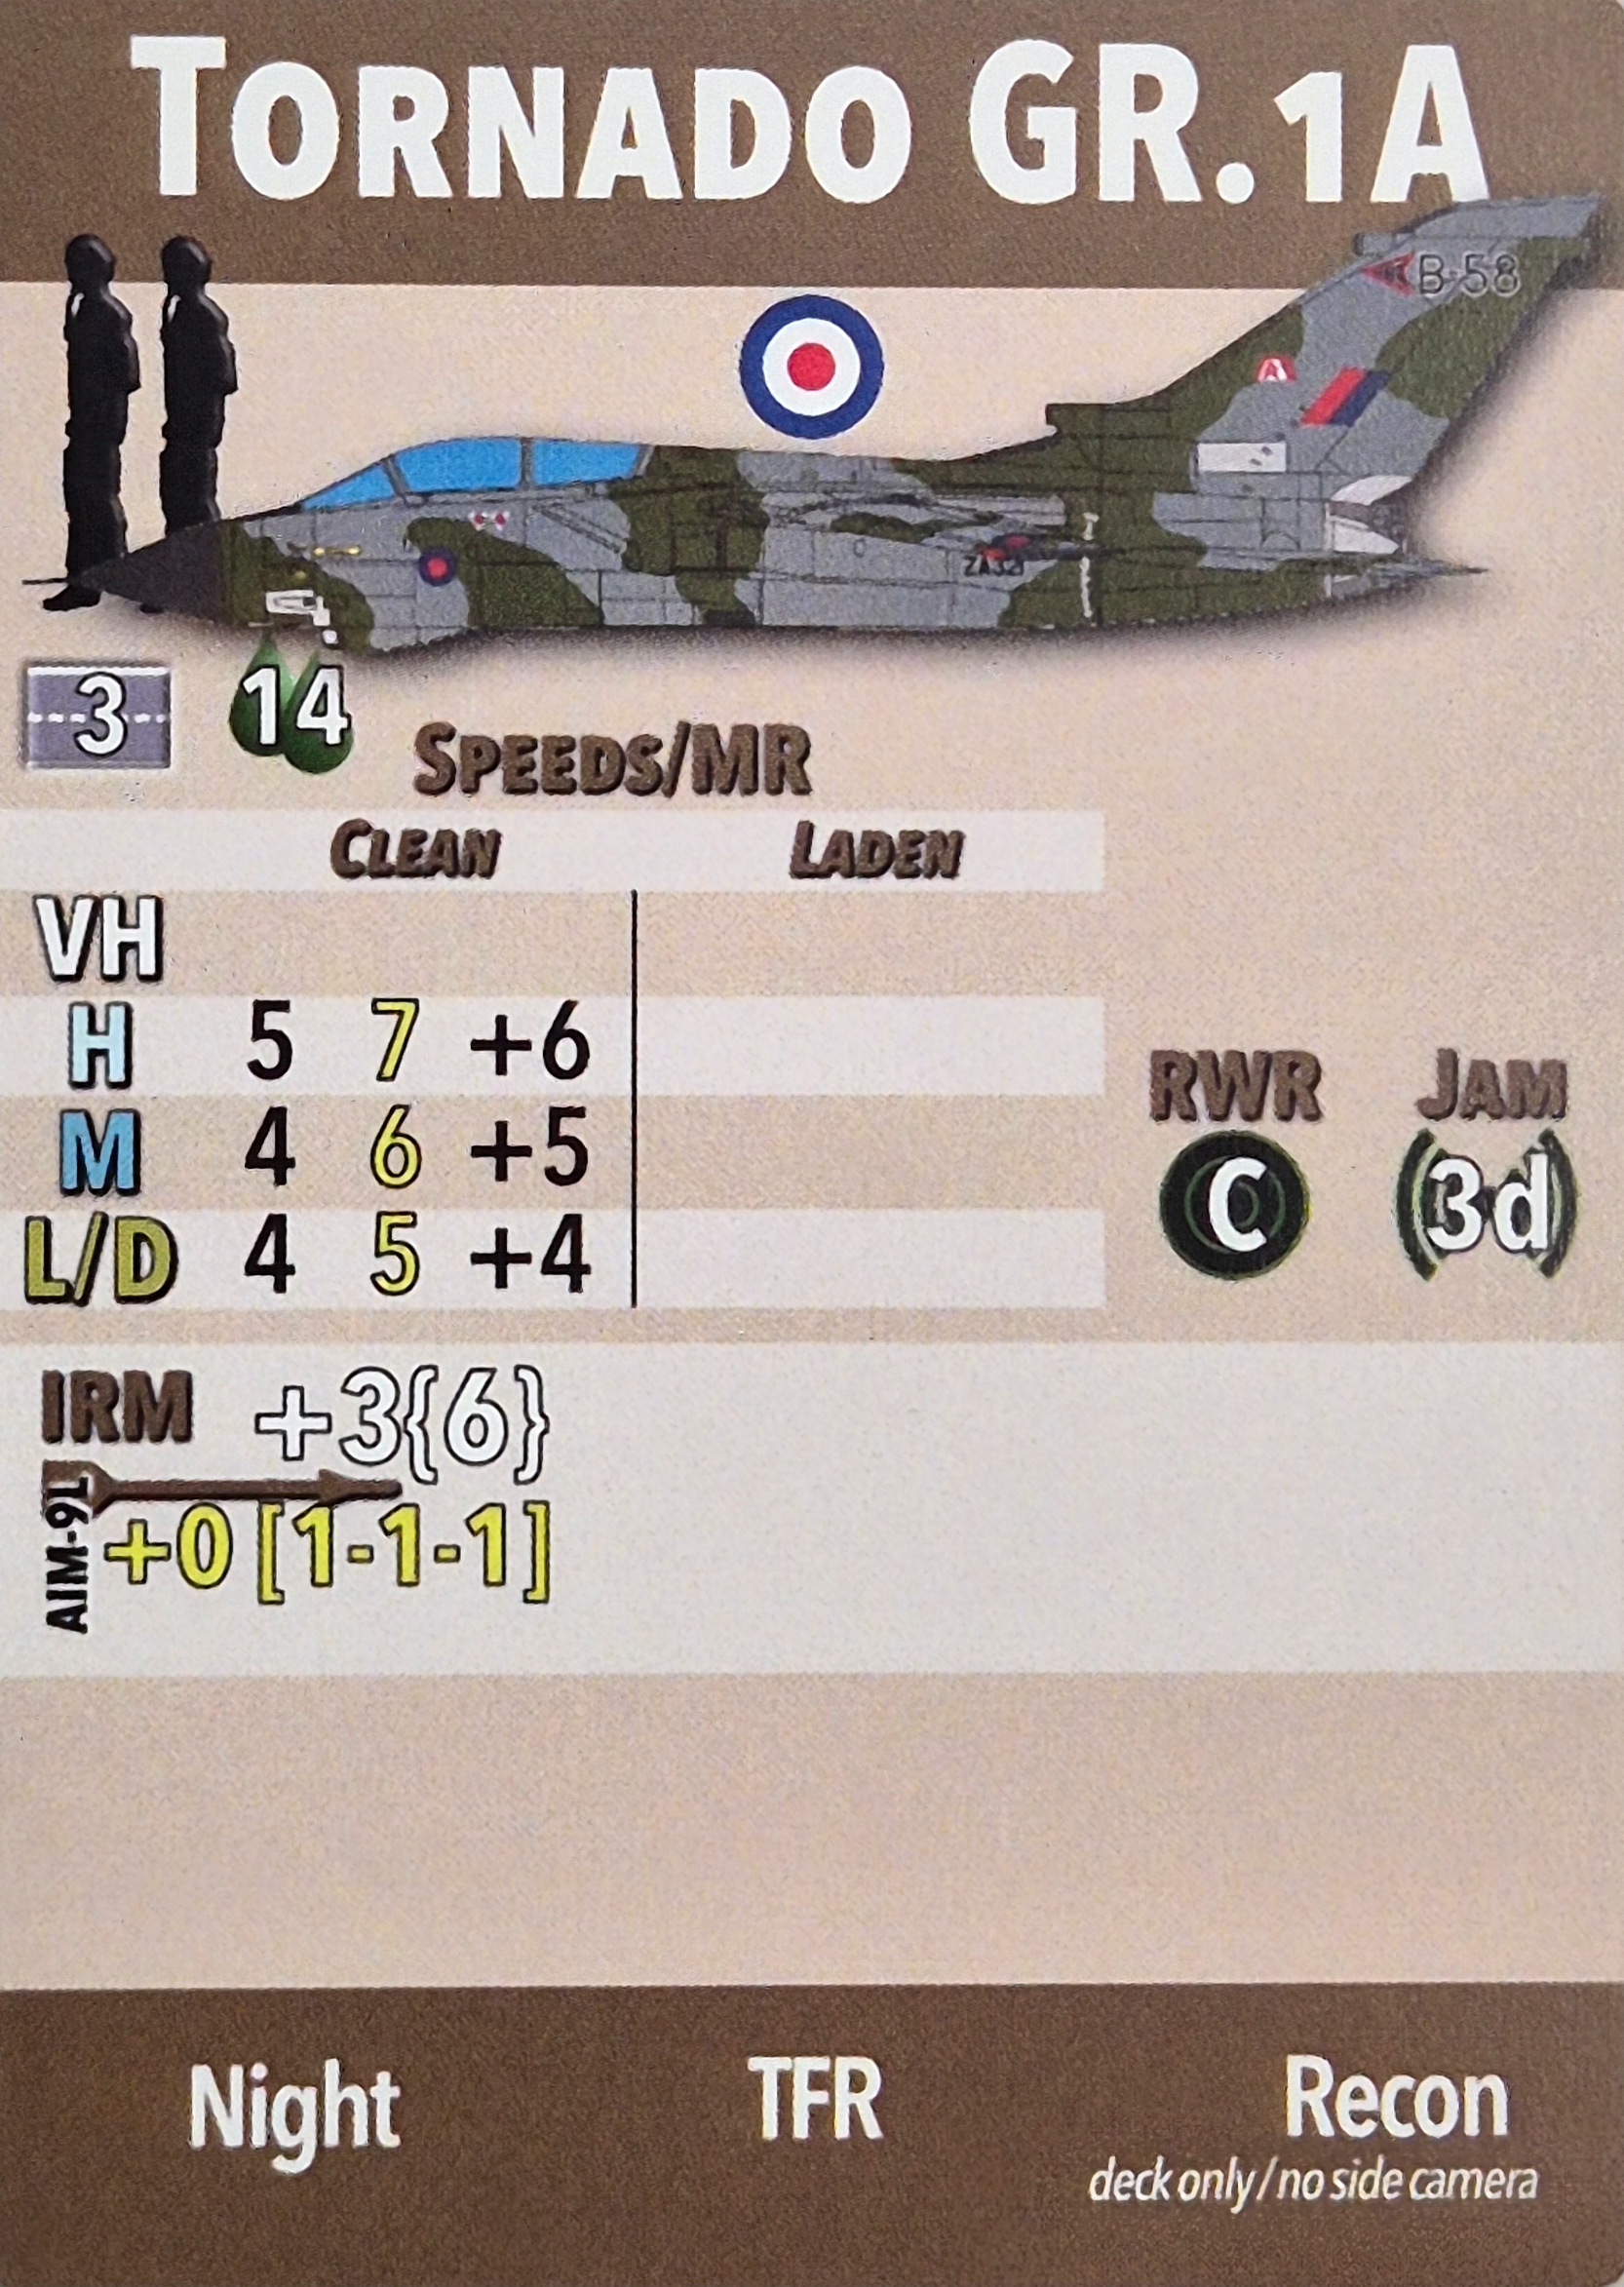 TORNADO GR.1A
B-58
A
ZA321
3 14
SPEEDS/MR
CLEAN LADEN
VH
H 5 7 +6
M 4 6 +5
L/D 4 5 +4
RWR JAM
C (3d)
IRM +3{6}
AIM-9L +0 [1-1-1]
Night TFR Recon
deck only/no side camera